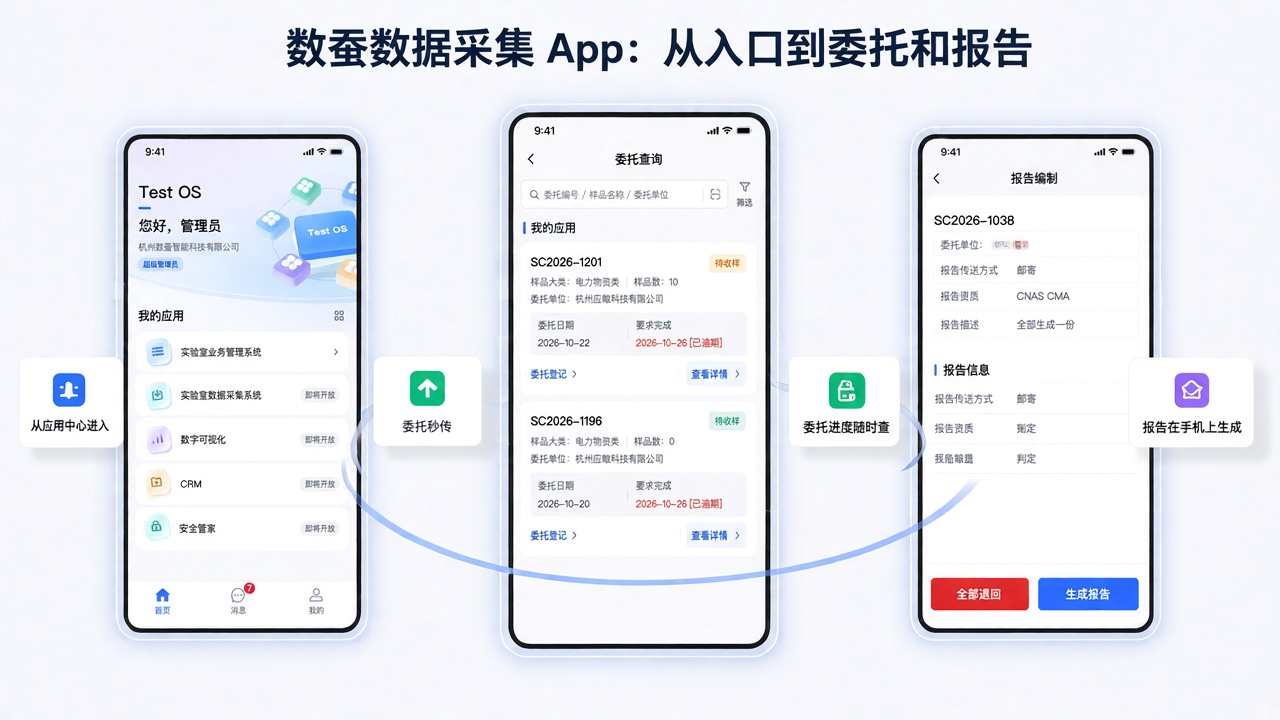 数蚕数据采集 App：从入口到委托和报告
9:41
Test OS
您好，管理员
杭州数蚕智能科技有限公司
超级管理员
Test OS
我的应用
实验室业务管理系统
实验室数据采集系统 即将开放
数字可视化 即将开放
CRM 即将开放
安全管家 即将开放
7
首页 消息 我的
从应用中心进入
委托秒传
9:41
委托查询
委托编号 / 样品名称 / 委托单位
筛选
我的应用
SC2026-1201 待收样
样品大类：电力物资类 样品数：10
委托单位：杭州应敏科技有限公司
委托日期 要求完成
2026-10-22 2026-10-26 [已逾期]
委托登记 查看详情
SC2026-1196 待收样
样品大类：电力物资类 样品数：0
委托单位：杭州应敏科技有限公司
委托日期 要求完成
2026-10-20 2026-10-26 [已逾期]
委托登记 查看详情
委托进度随时查
9:41
报告编制
SC2026-1038
委托单位：
报告传送方式 邮寄
报告资质 CNAS CMA
报告描述 全部生成一份
报告信息
报告传送方式 邮寄
报告资质
判定
全部退回 生成报告
报告在手机上生成